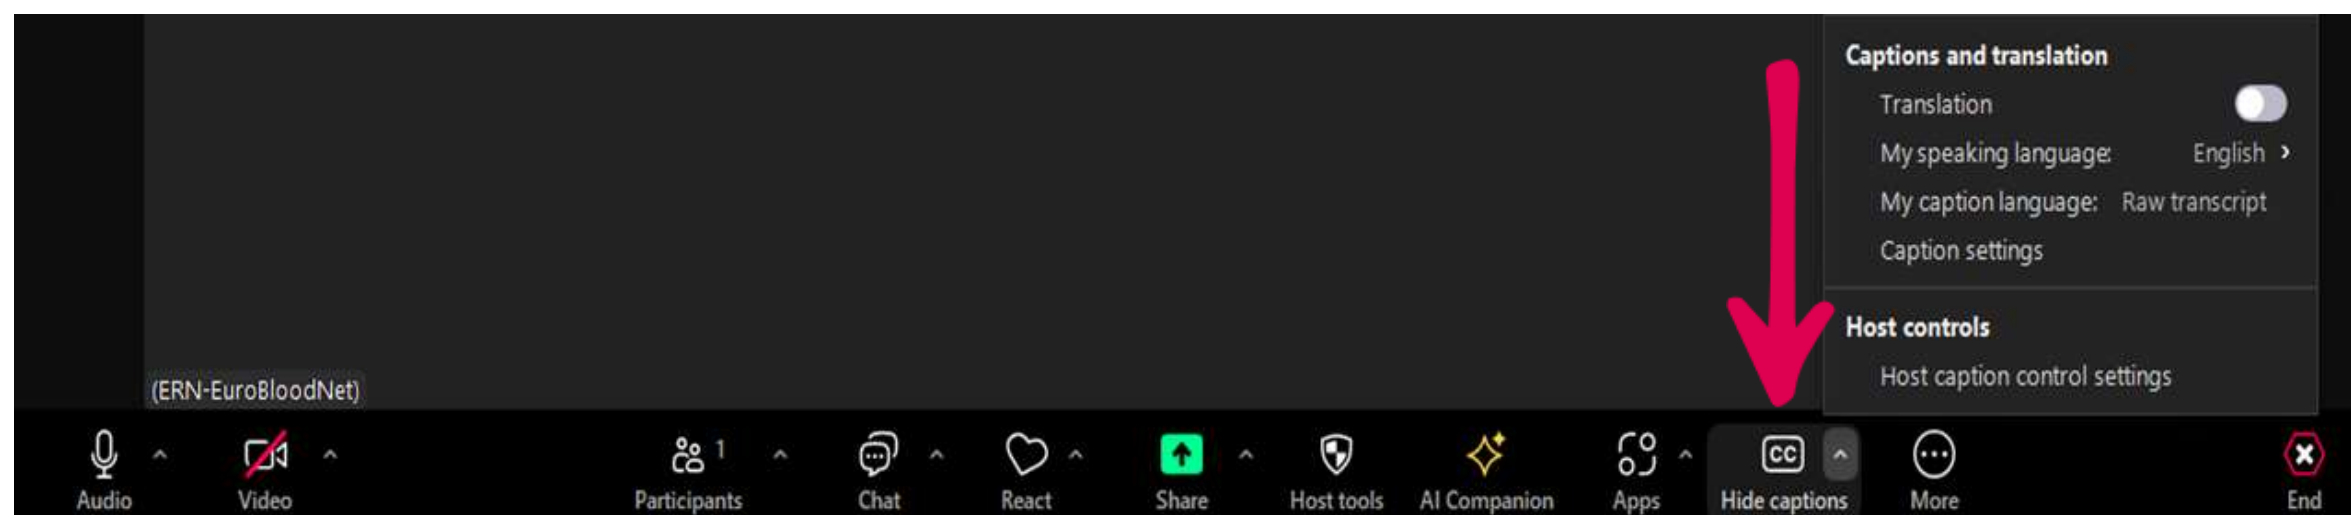 Captions and translation
Translation
My speaking language: English >
My caption language: Raw transcript
Caption settings
Host controls
Host caption control settings
(ERN-EuroBloodNet)
1
CC
Audio Video Participants Chat React Share Host tools AI Companion Apps Hide captions More End